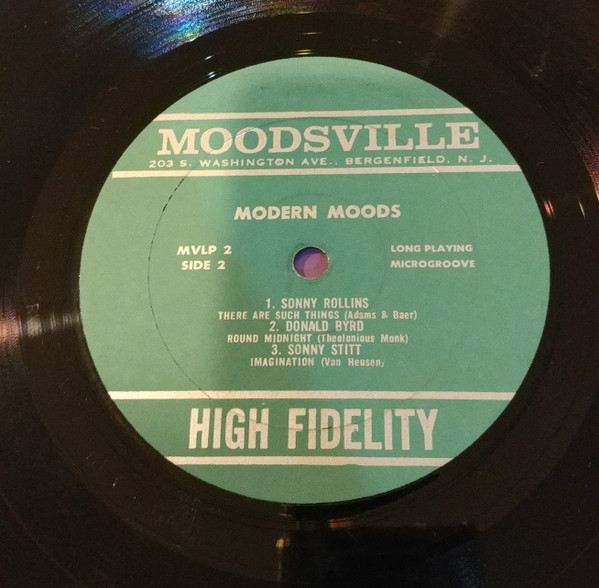 MOODSVILLE
203 S. WASHINGTON AVE., BERGENFIELD, N. J.
MODERN MOODS
MVLP 2
SIDE 2
LONG PLAYING
MICROGROOVE
1. SONNY ROLLINS
THERE ARE SUCH THINGS (Adams & Baer)
2. DONALD BYRD
ROUND MIDNIGHT (Thelonious Monk)
3. SONNY STITT
IMAGINATION (Van Heusen)
HIGH FIDELITY